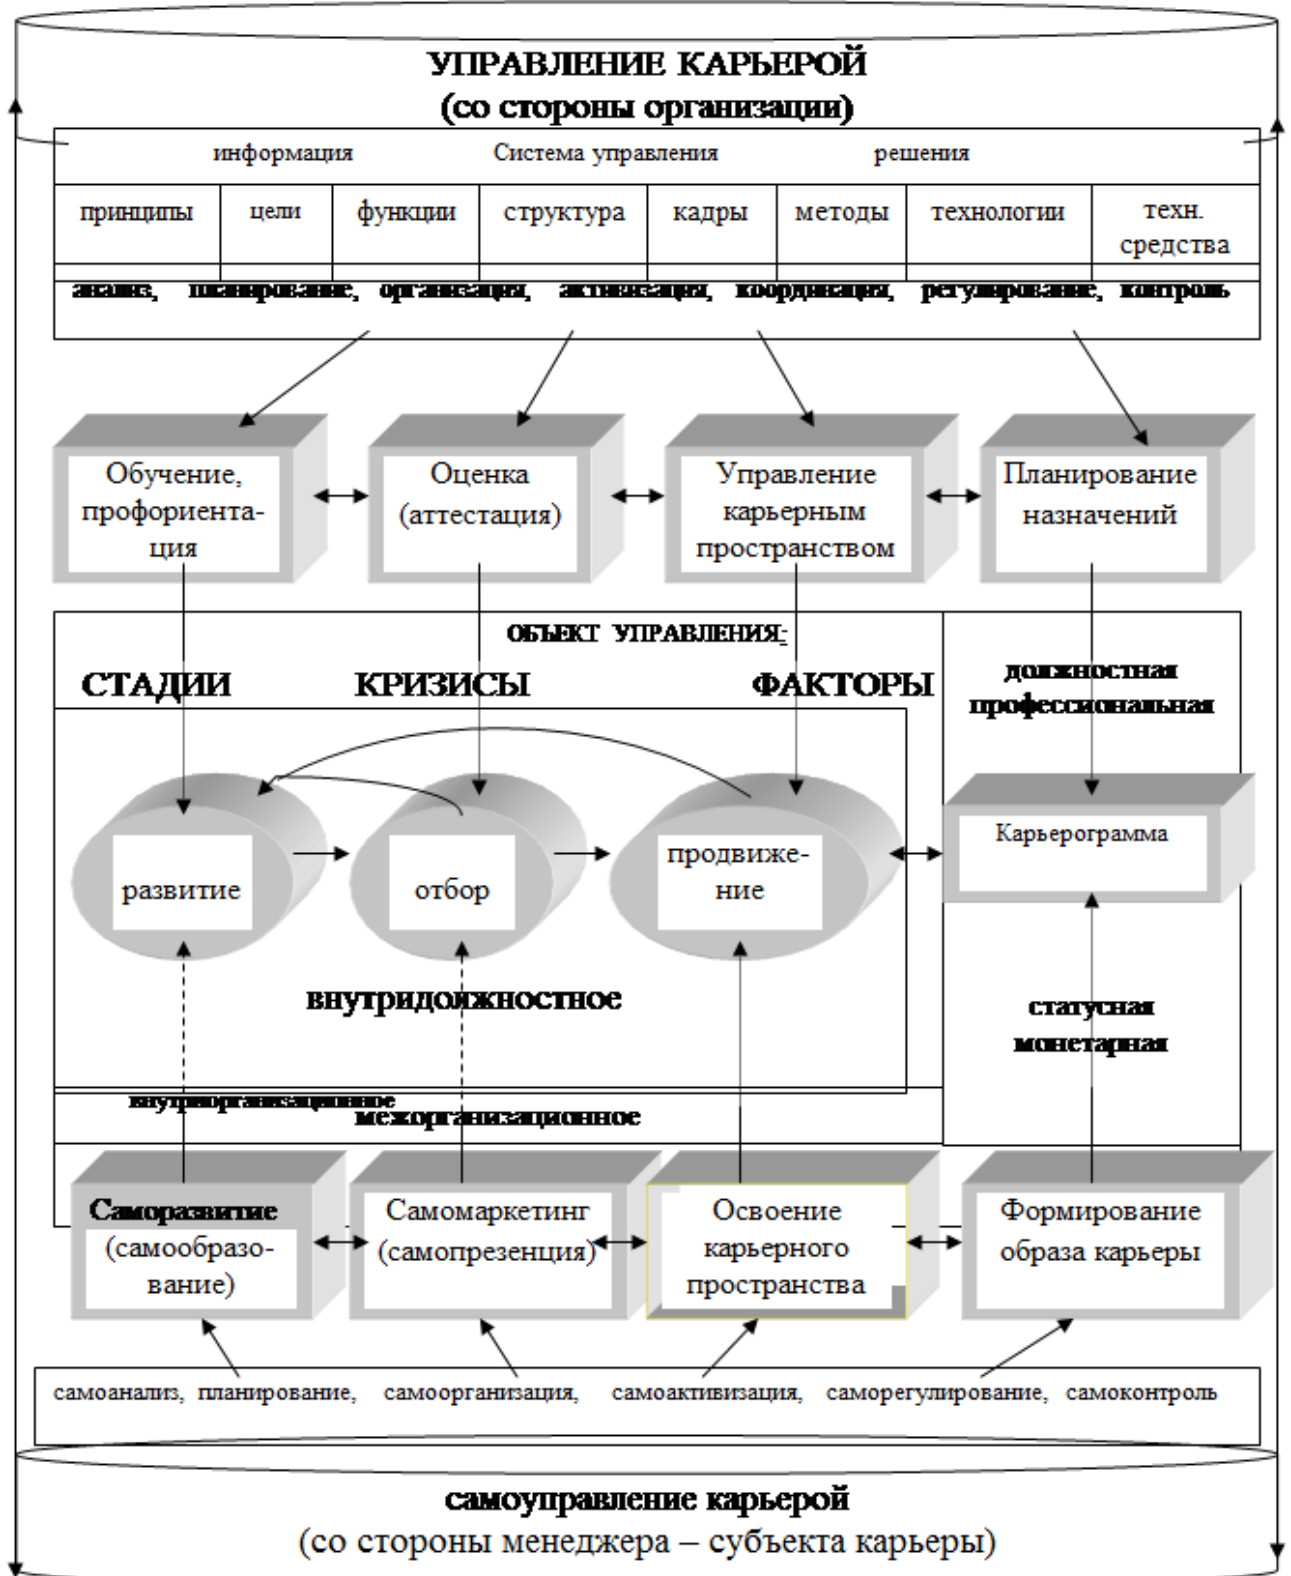 УПРАВЛЕНИЕ КАРЬЕРОЙ
(со стороны организации)
информация Система управления решения
принципы цели функции структура кадры методы технологии техн.
средства
анализ, планирование, организация, активизация, координация, регулирование, контроль
Обучение,
профориента-
ция
Оценка
(аттестация)
Управление
карьерным
пространством
Планирование
назначений
ОБЪЕКТ УПРАВЛЕНИЯ:
СТАДИИ КРИЗИСЫ ФАКТОРЫ
должностная
профессиональная
развитие
отбор
продвиже-
ние
Карьерограмма
внутридолжностное
статусная
монетарная
внутриорганизационное
межорганизационное
Саморазвитие
(самообразо-
вание)
Самомаркетинг
(самопрезенция)
Освоение
карьерного
пространства
Формирование
образа карьеры
самоанализ, планирование, самоорганизация, самоактивизация, саморегулирование, самоконтроль
самоуправление карьерой
(со стороны менеджера – субъекта карьеры)